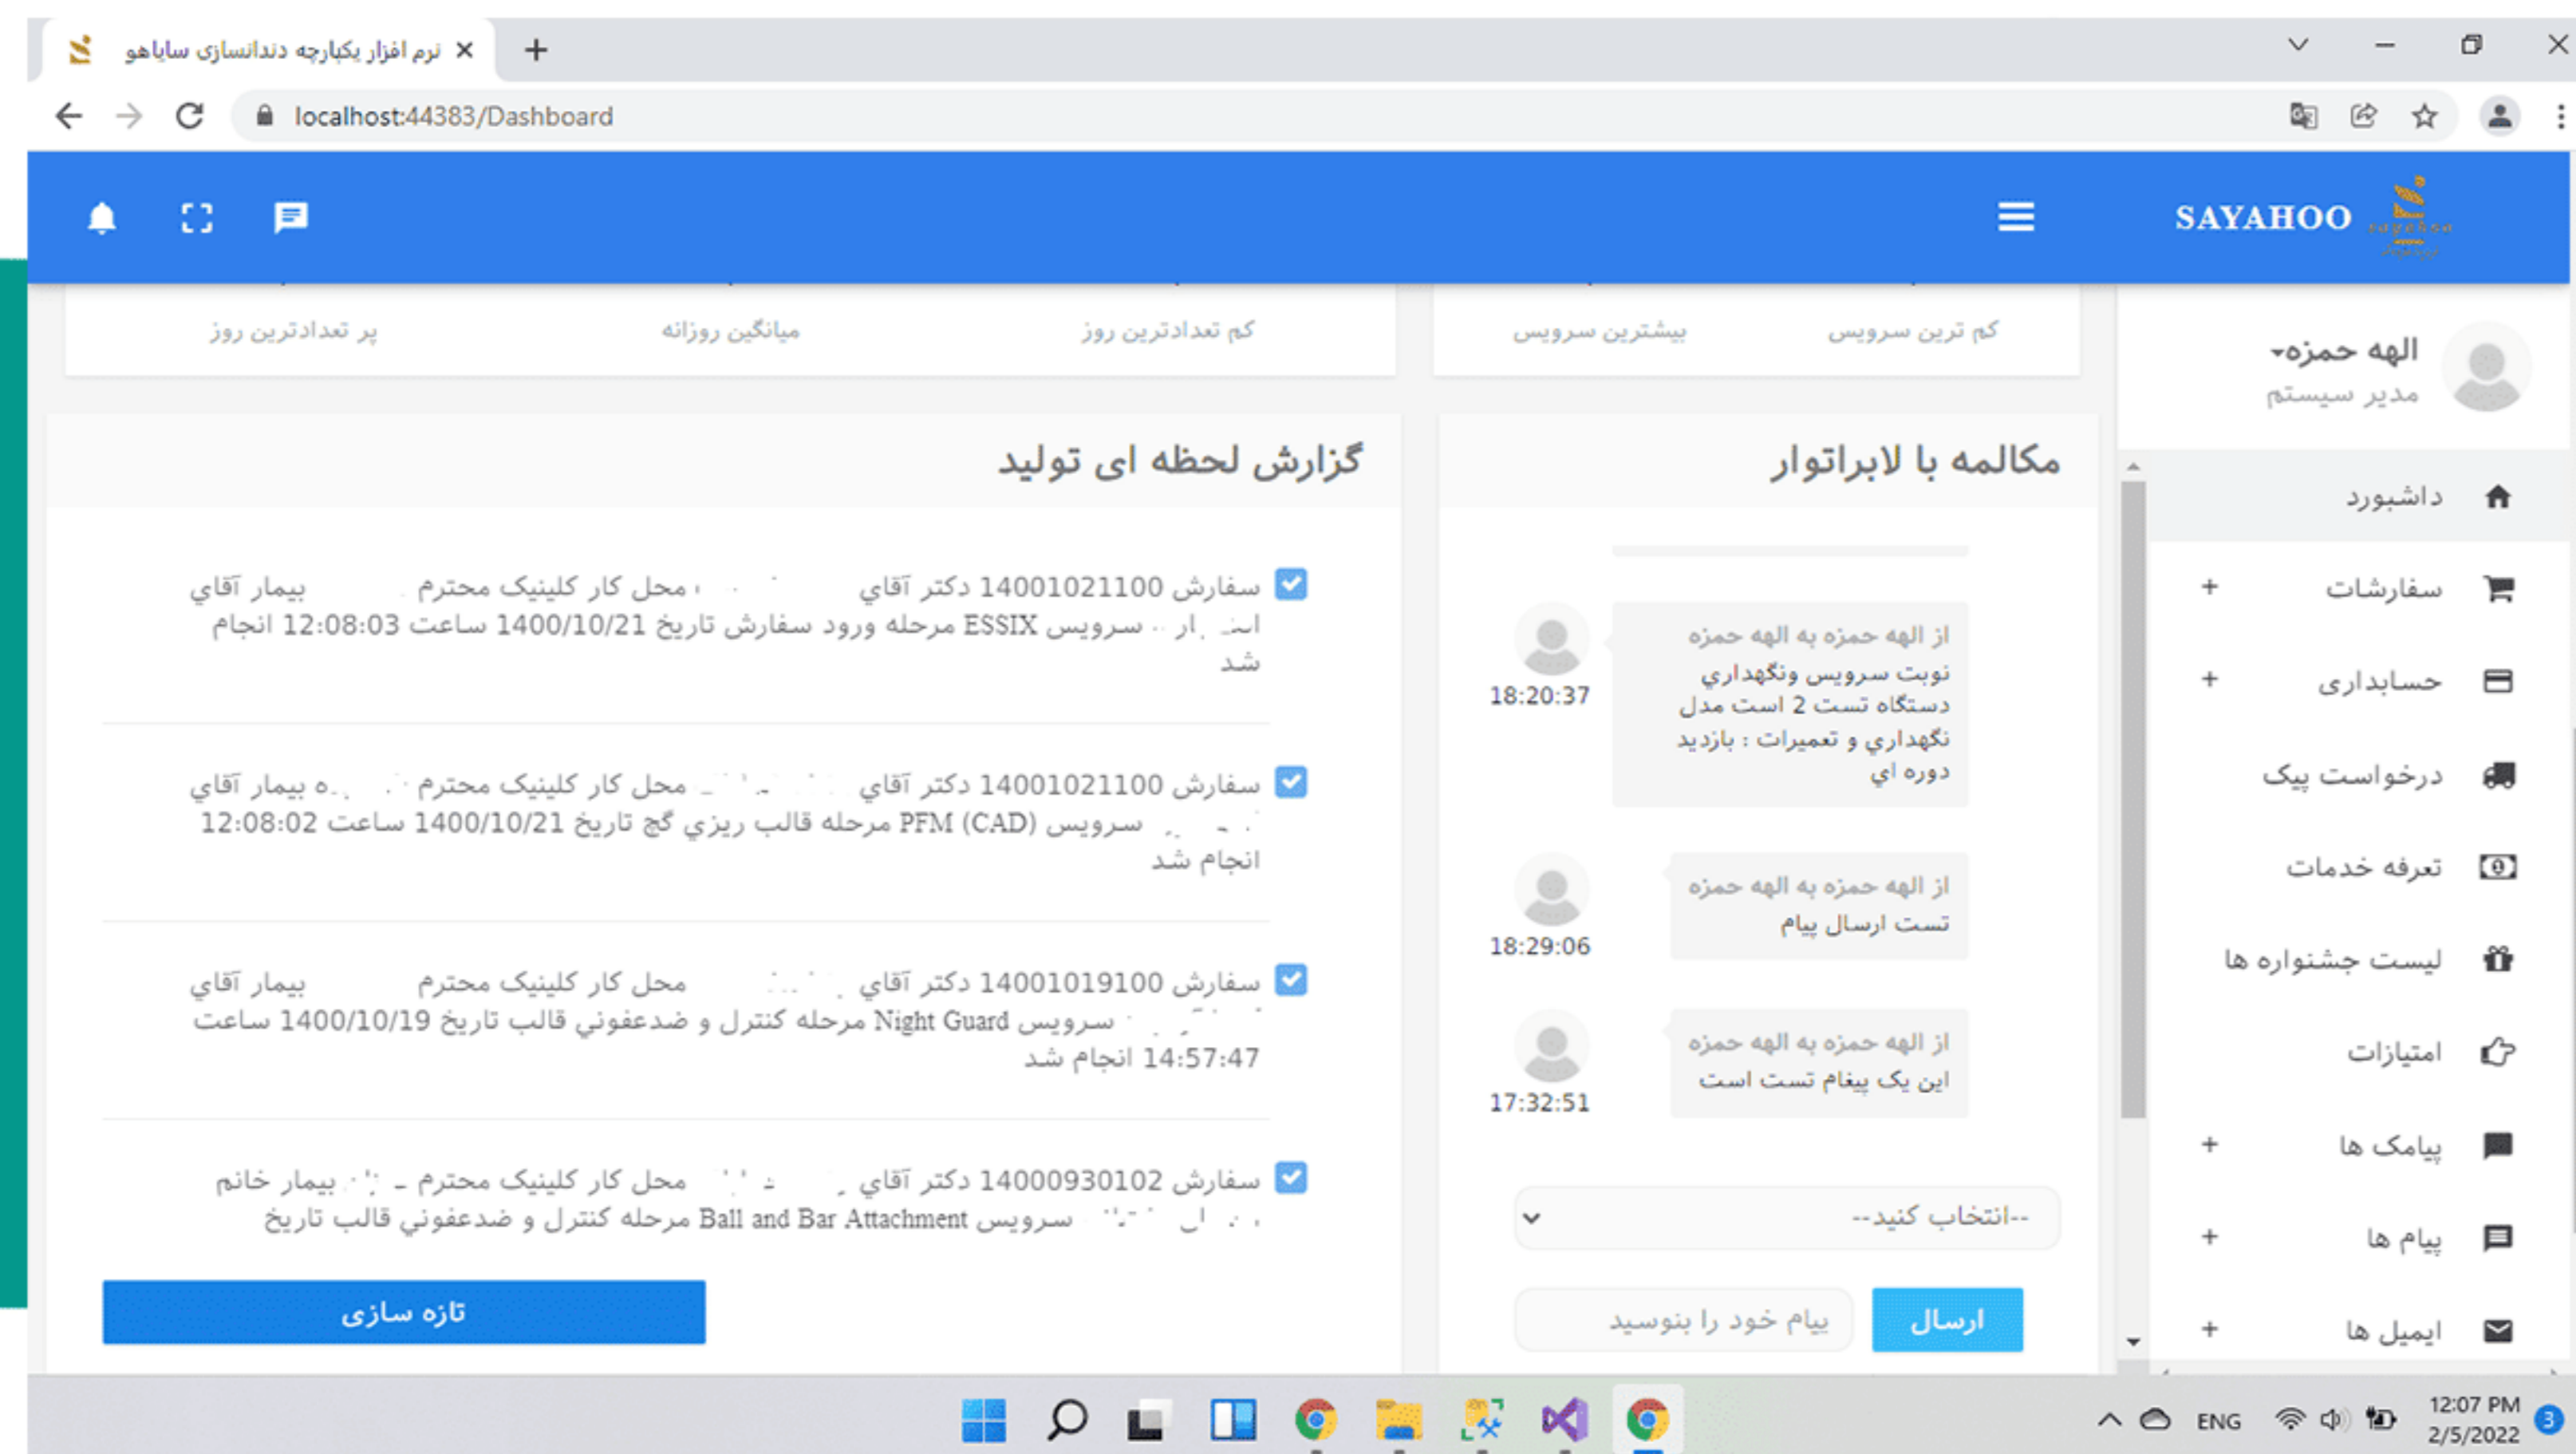 نرم افزار یکپارچه دندانسازی سایاهو
localhost:44383/Dashboard
SAYAHOO
sayahoo
کم ترین سرویس
بیشترین سرویس
کم تعدادترین روز
میانگین روزانه
پر تعدادترین روز
الهه حمزه
مدیر سیستم
داشبورد
سفارشات +
حسابداری +
درخواست پیک
تعرفه خدمات
لیست جشنواره ها
امتیازات
پیامک ها +
پیام ها +
ایمیل ها +
مکالمه با لابراتوار
از الهه حمزه به الهه حمزه
نوبت سرويس ونگهداري
دستگاه تست 2 است مدل
نگهداري و تعميرات : بازديد
دوره اي
18:20:37
از الهه حمزه به الهه حمزه
تست ارسال پیام
18:29:06
از الهه حمزه به الهه حمزه
این یک پیغام تست است
17:32:51
--انتخاب کنید--
ارسال
پیام خود را بنوسید
گزارش لحظه ای تولید
سفارش 14001021100 دکتر آقاي محل کار کلینیک محترم بیمار آقاي
سرویس ESSIX مرحله ورود سفارش تاریخ 1400/10/21 ساعت 12:08:03 انجام
شد
سفارش 14001021100 دکتر آقاي محل کار کلینیک محترم بیمار آقاي
سرویس PFM (CAD) مرحله قالب ريزي گچ تاریخ 1400/10/21 ساعت 12:08:02
انجام شد
سفارش 14001019100 دکتر آقاي محل کار کلینیک محترم بیمار آقاي
سرویس Night Guard مرحله کنترل و ضدعفوني قالب تاریخ 1400/10/19 ساعت
14:57:47 انجام شد
سفارش 14000930102 دکتر آقاي محل کار کلینیک محترم بیمار خانم
سرویس Ball and Bar Attachment مرحله کنترل و ضدعفوني قالب تاریخ
تازه سازی
ENG
12:07 PM
2/5/2022
3